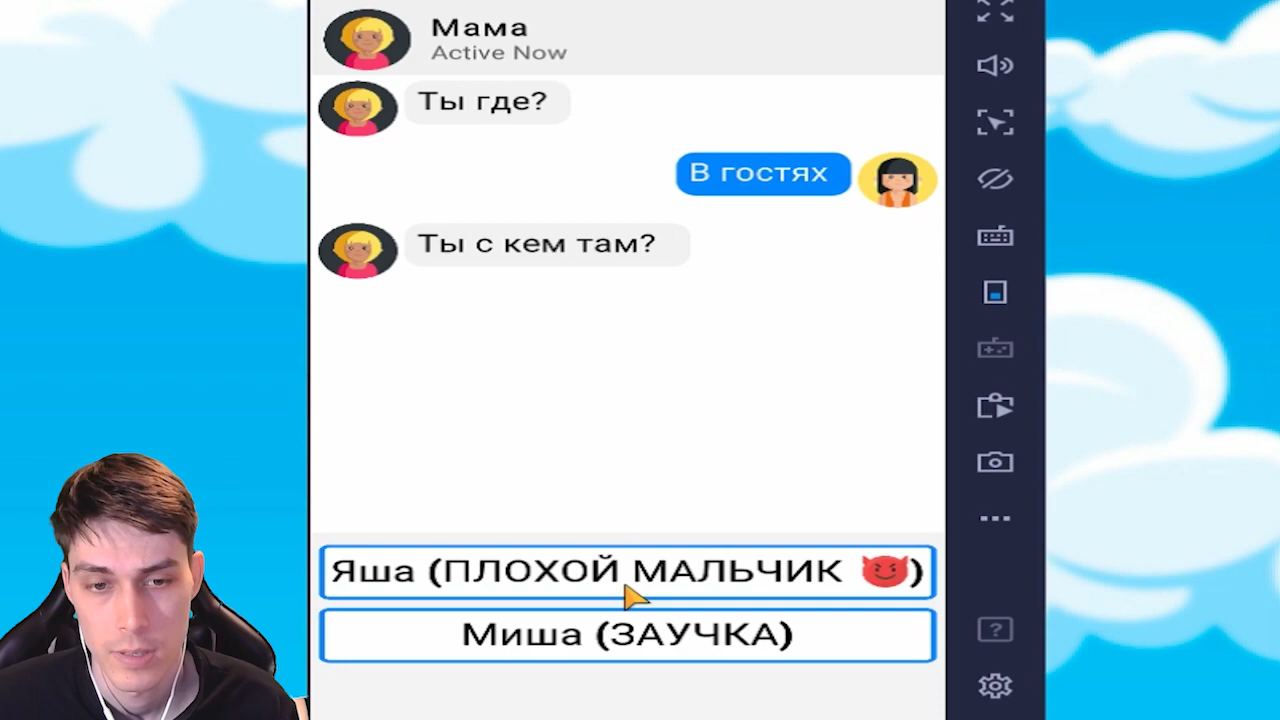 Мама
Active Now
Ты где?
В гостях
Ты с кем там?
Яша (ПЛОХОЙ МАЛЬЧИК 😈)
Миша (ЗАУЧКА)
?